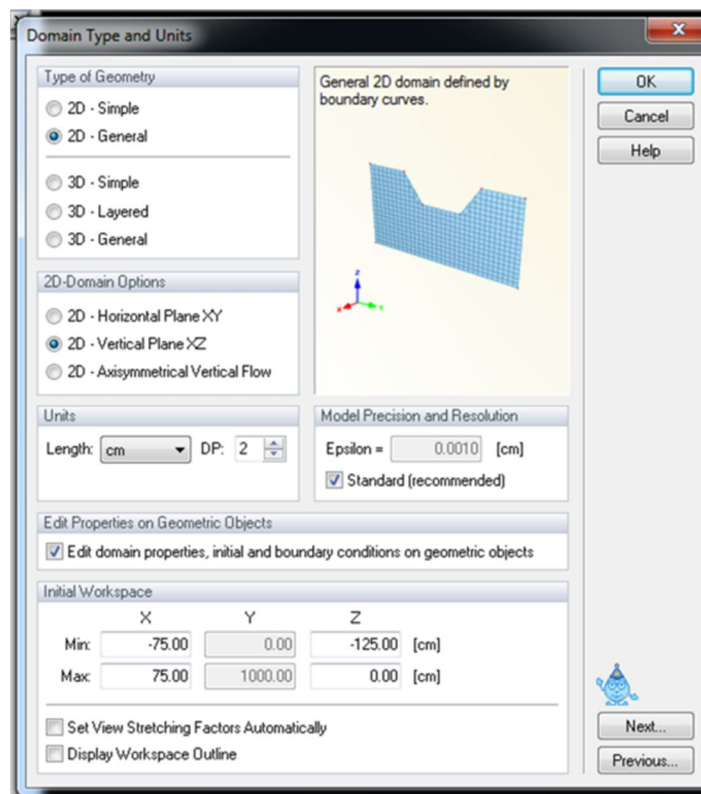 Domain Type and Units
Type of Geometry
2D - Simple
2D - General
3D - Simple
3D - Layered
3D - General
General 2D domain defined by
boundary curves.
z
x
Y
OK
Cancel
Help
2D-Domain Options
2D - Horizontal Plane XY
2D - Vertical Plane XZ
2D - Axisymmetrical Vertical Flow
Units
Length: cm DP: 2
Model Precision and Resolution
Epsilon = 0.0010 [cm]
Standard (recommended)
Edit Properties on Geometric Objects
Edit domain properties, initial and boundary conditions on geometric objects
Initial Workspace
X Y Z
Min: -75.00 0.00 -125.00 [cm]
Max: 75.00 1000.00 0.00 [cm]
Set View Stretching Factors Automatically
Display Workspace Outline
Next...
Previous...